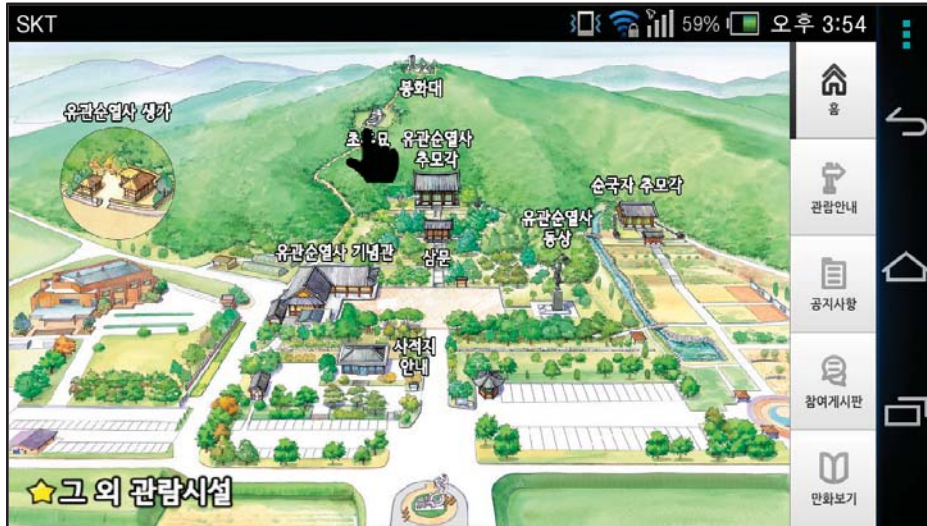 SKT
59%
오후 3:54
봉화대
유관순열사 생가
유관순열사
추모각
순국자 추모각
유관순열사
동상
유관순열사 기념관
삼문
사적지
안내
그 외 관람시설
홈
관람안내
공지사항
참여게시판
만화보기